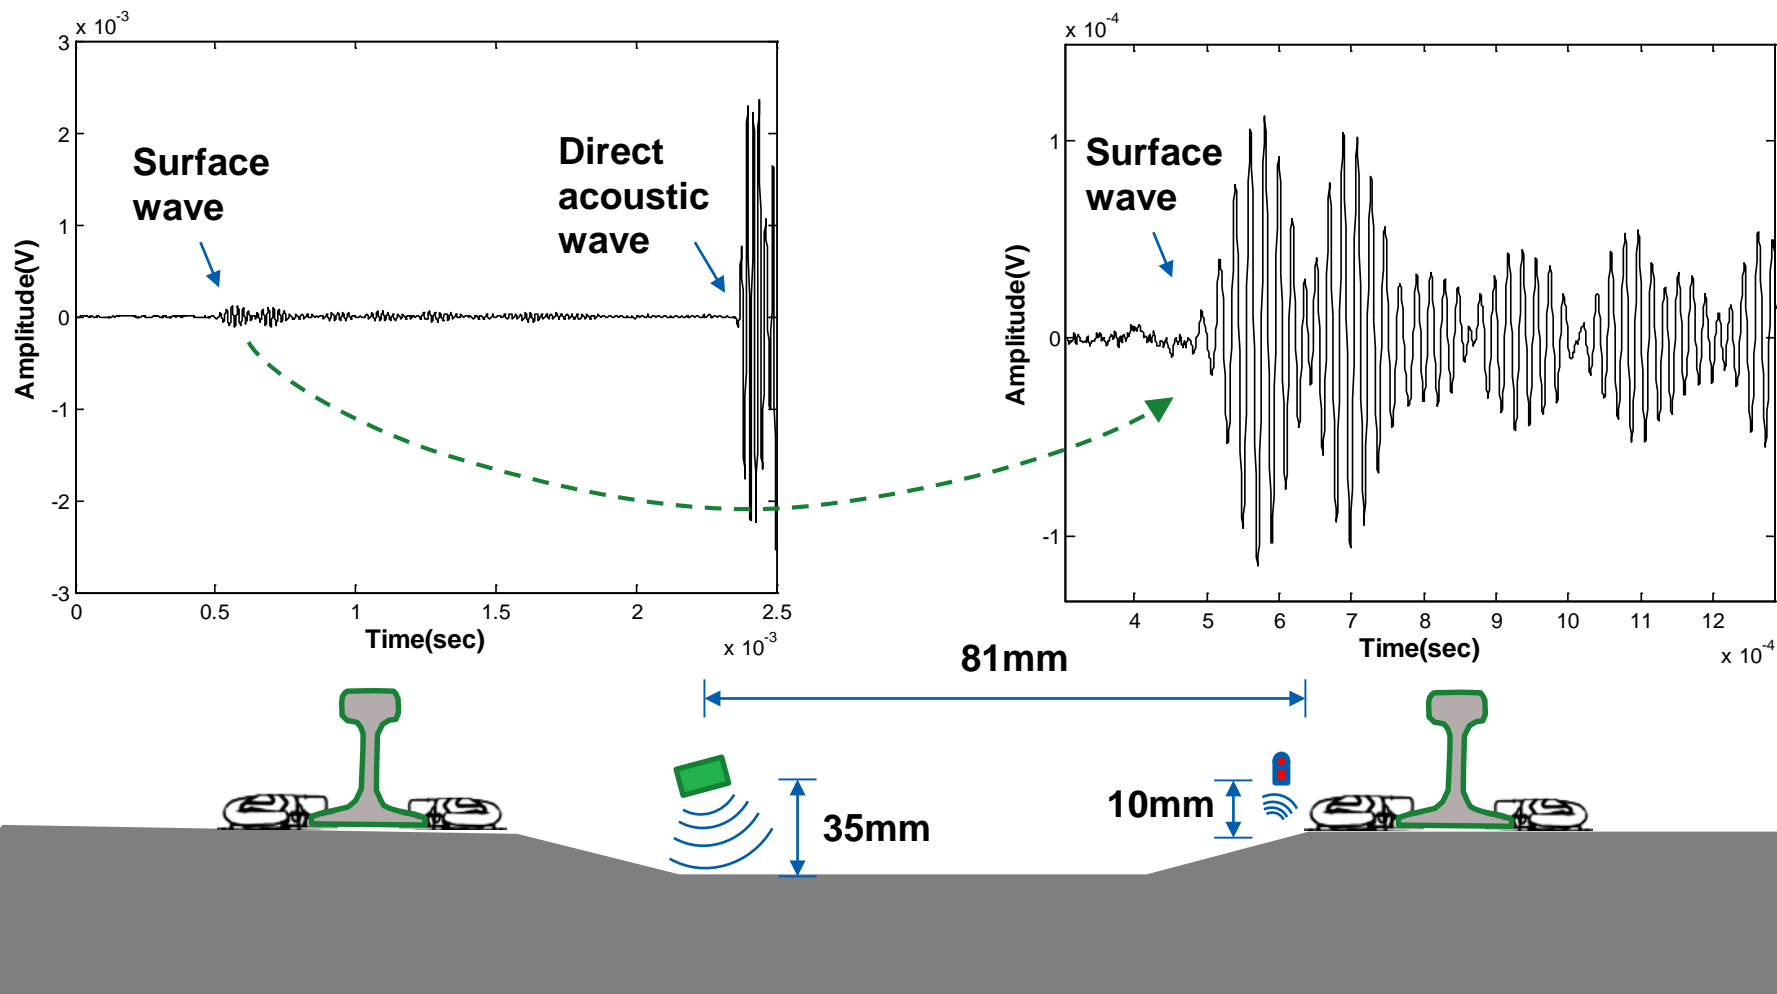 x 10-3
3
2
1
0
-1
-2
-3
Amplitude(V)
Surface
wave
Direct
acoustic
wave
0
0.5
1
1.5
2
2.5
Time(sec)
x 10-3
x 10-4
1
0
-1
Amplitude(V)
Surface
wave
4
5
6
7
8
9
10
11
12
Time(sec)
x 10-4
81mm
35mm
10mm